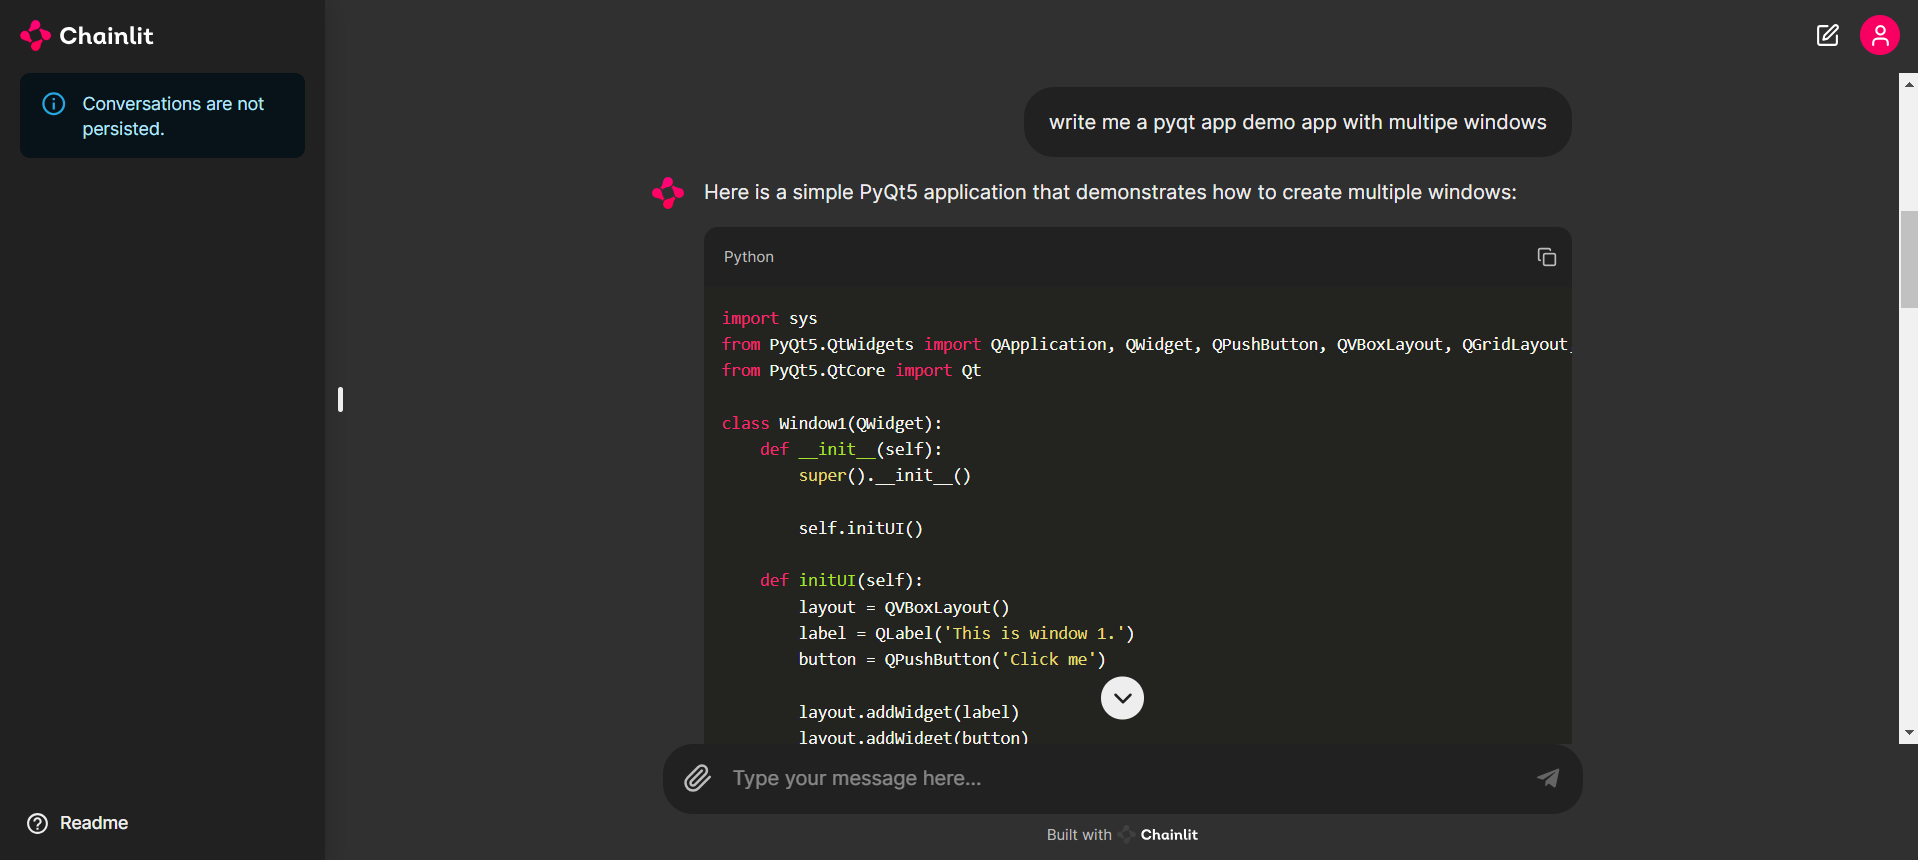 Chainlit
Conversations are not
persisted.
write me a pyqt app demo app with multipe windows
Here is a simple PyQt5 application that demonstrates how to create multiple windows:
Python
import sys
from PyQt5.QtWidgets import QApplication, QWidget, QPushButton, QVBoxLayout, QGridLayout,
from PyQt5.QtCore import Qt
class Window1(QWidget):
    def __init__(self):
        super().__init__()
        self.initUI()
    def initUI(self):
        layout = QVBoxLayout()
        label = QLabel('This is window 1.')
        button = QPushButton('Click me')
        layout.addWidget(label)
        layout.addWidget(button)
Type your message here...
Readme
Built with Chainlit